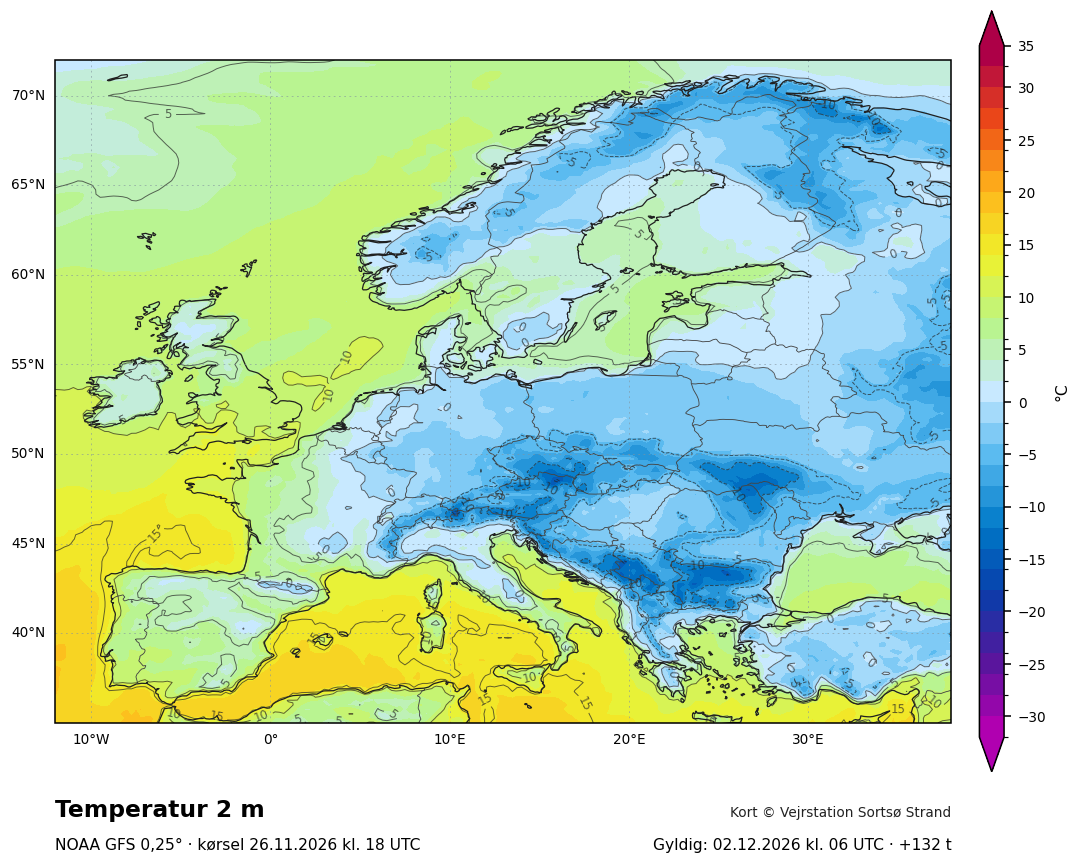 70°N
65°N
60°N
55°N
50°N
45°N
40°N
10°W
0°
10°E
20°E
30°E
35
30
25
20
15
10
5
0
−5
−10
−15
−20
−25
−30
°C
Temperatur 2 m
Kort © Vejrstation Sortsø Strand
NOAA GFS 0,25° · kørsel 26.11.2026 kl. 18 UTC
Gyldig: 02.12.2026 kl. 06 UTC · +132 t